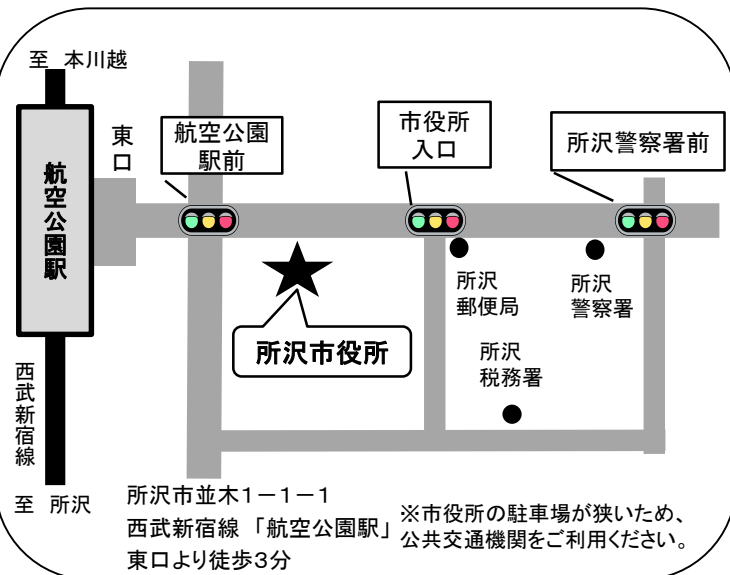 至 本川越
東口
航空公園
駅前
市役所
入口
所沢警察署前
航空公園駅
所沢
郵便局
所沢
警察署
所沢市役所
所沢
税務署
西武新宿線
至 所沢
所沢市並木1-1-1
西武新宿線 「航空公園駅」
東口より徒歩3分
※市役所の駐車場が狭いため、
公共交通機関をご利用ください。